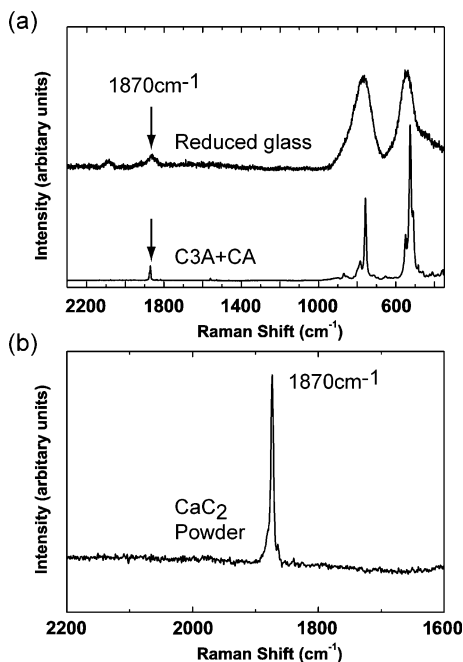 (a)
1870cm-1
Reduced glass
C3A+CA
Intensity (arbitary units)
2200 1800 1400 1000 600
Raman Shift (cm-1)
(b)
1870cm-1
CaC2
Powder
Intensity (arbitary units)
2200 2000 1800 1600
Raman Shift (cm-1)